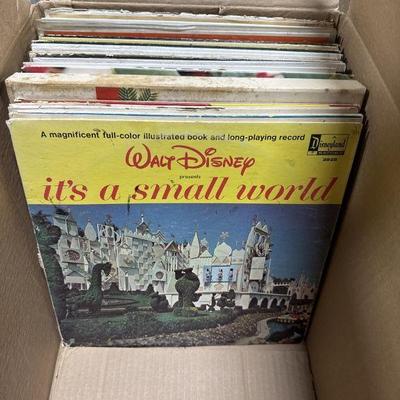 A magnificent full-color illustrated book and long-playing record
Disneyland
WALT DISNEY
presents
it's a small world